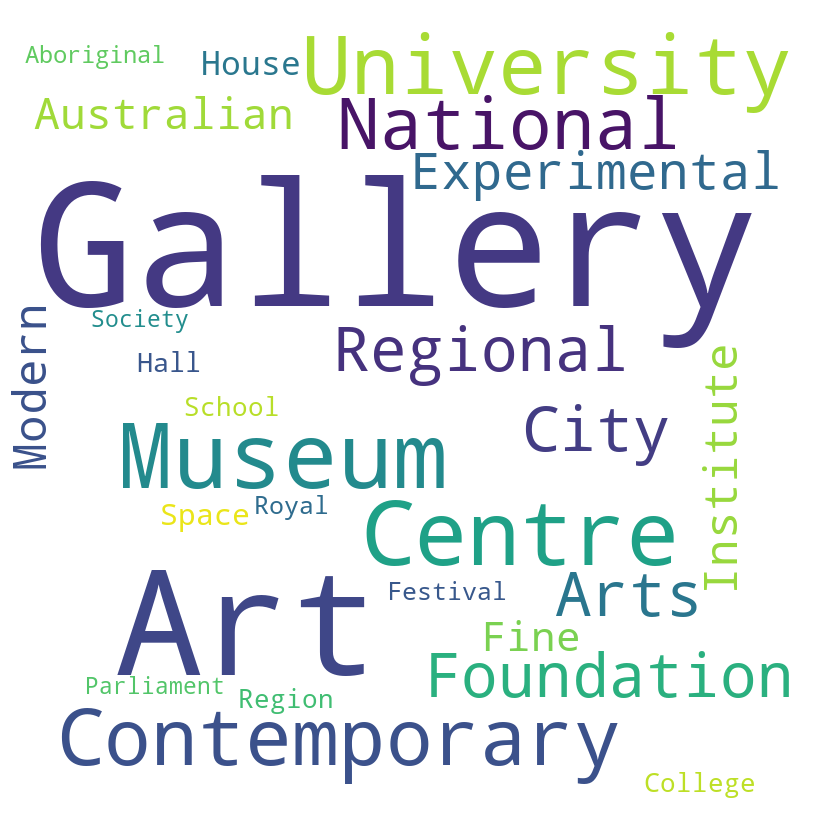 Aboriginal
House
University
Australian
National
Experimental
Gallery
Society
Regional
Modern
Hall
School
City
Institute
Museum
Space
Royal
Centre
Art
Festival
Arts
Fine
Foundation
Parliament
Region
Contemporary
College